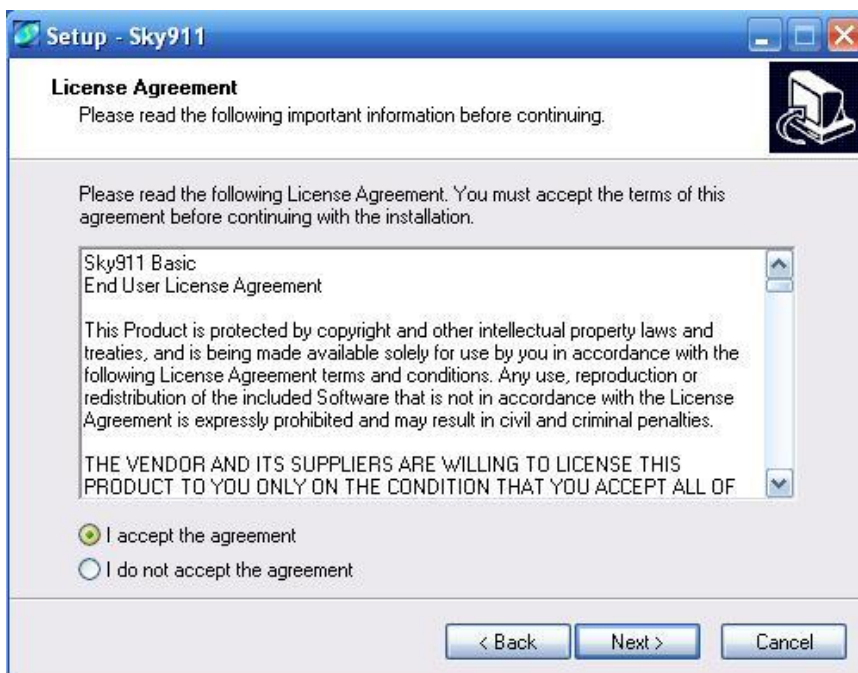 Setup - Sky911
License Agreement
Please read the following important information before continuing.
Please read the following License Agreement. You must accept the terms of this
agreement before continuing with the installation.
Sky911 Basic
End User License Agreement
This Product is protected by copyright and other intellectual property laws and
treaties, and is being made available solely for use by you in accordance with the
following License Agreement terms and conditions. Any use, reproduction or
redistribution of the included Software that is not in accordance with the License
Agreement is expressly prohibited and may result in civil and criminal penalties.
THE VENDOR AND ITS SUPPLIERS ARE WILLING TO LICENSE THIS
PRODUCT TO YOU ONLY ON THE CONDITION THAT YOU ACCEPT ALL OF
I accept the agreement
I do not accept the agreement
< Back Next > Cancel